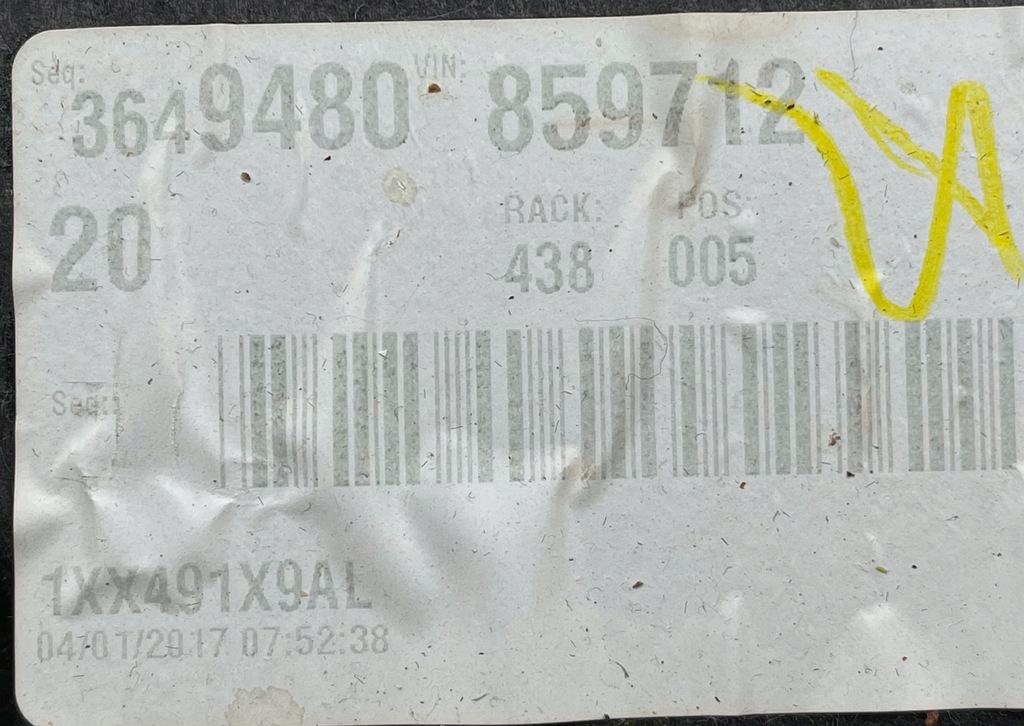 Seq: VIN:
3649480 859712
20 RACK: POS:
438 005
Seq:
1XX491X9AL
04/01/2017 07:52:38